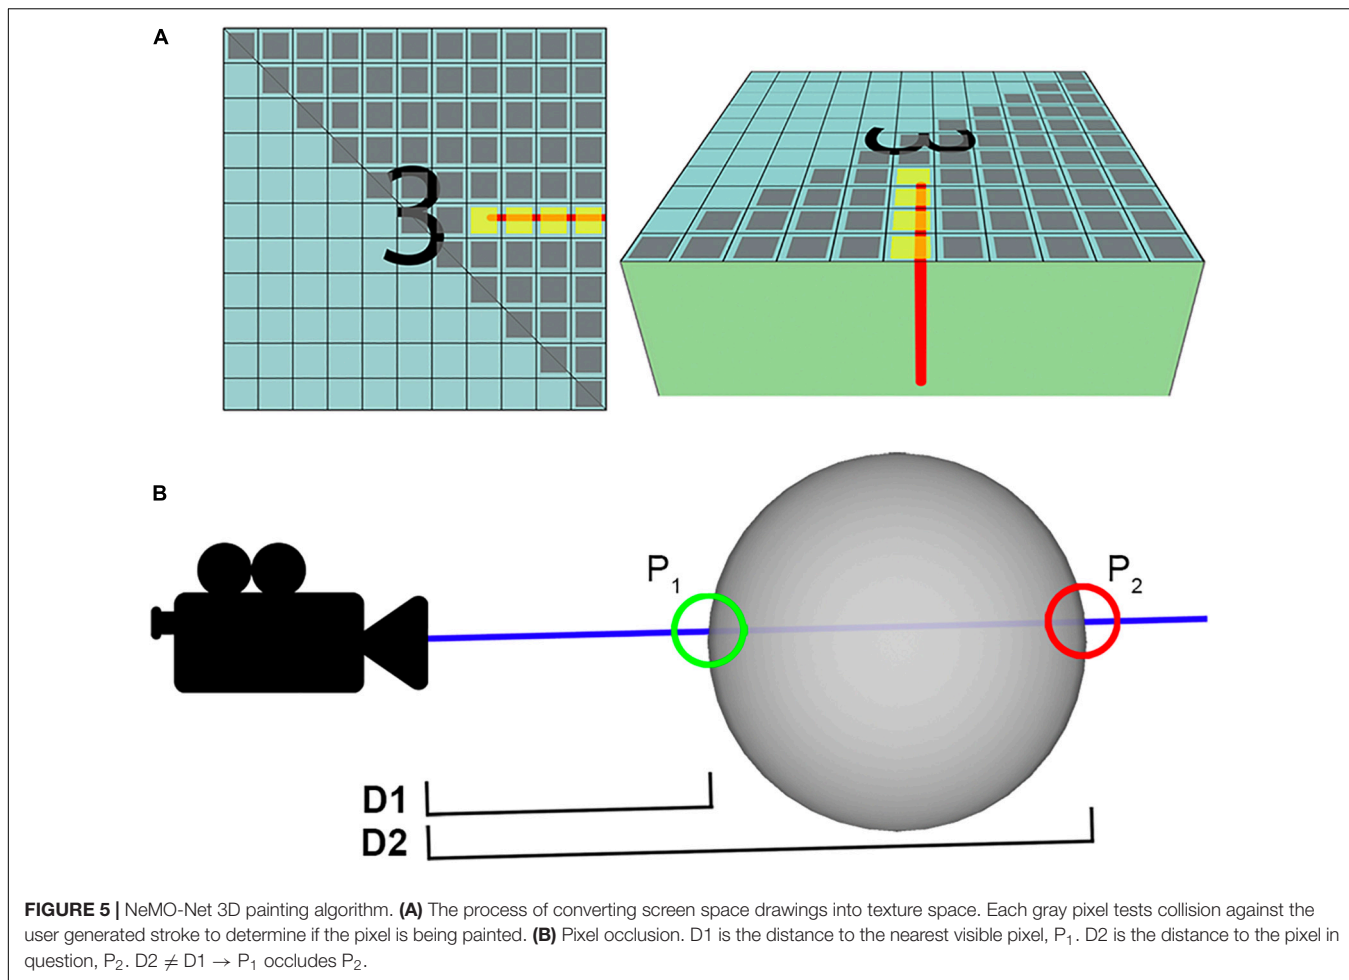 A
3
3
B
P1
P2
D1
D2
FIGURE 5 | NeMO-Net 3D painting algorithm. (A) The process of converting screen space drawings into texture space. Each gray pixel tests collision against the
user generated stroke to determine if the pixel is being painted. (B) Pixel occlusion. D1 is the distance to the nearest visible pixel, P1. D2 is the distance to the pixel in
question, P2. D2 ≠ D1 → P1 occludes P2.